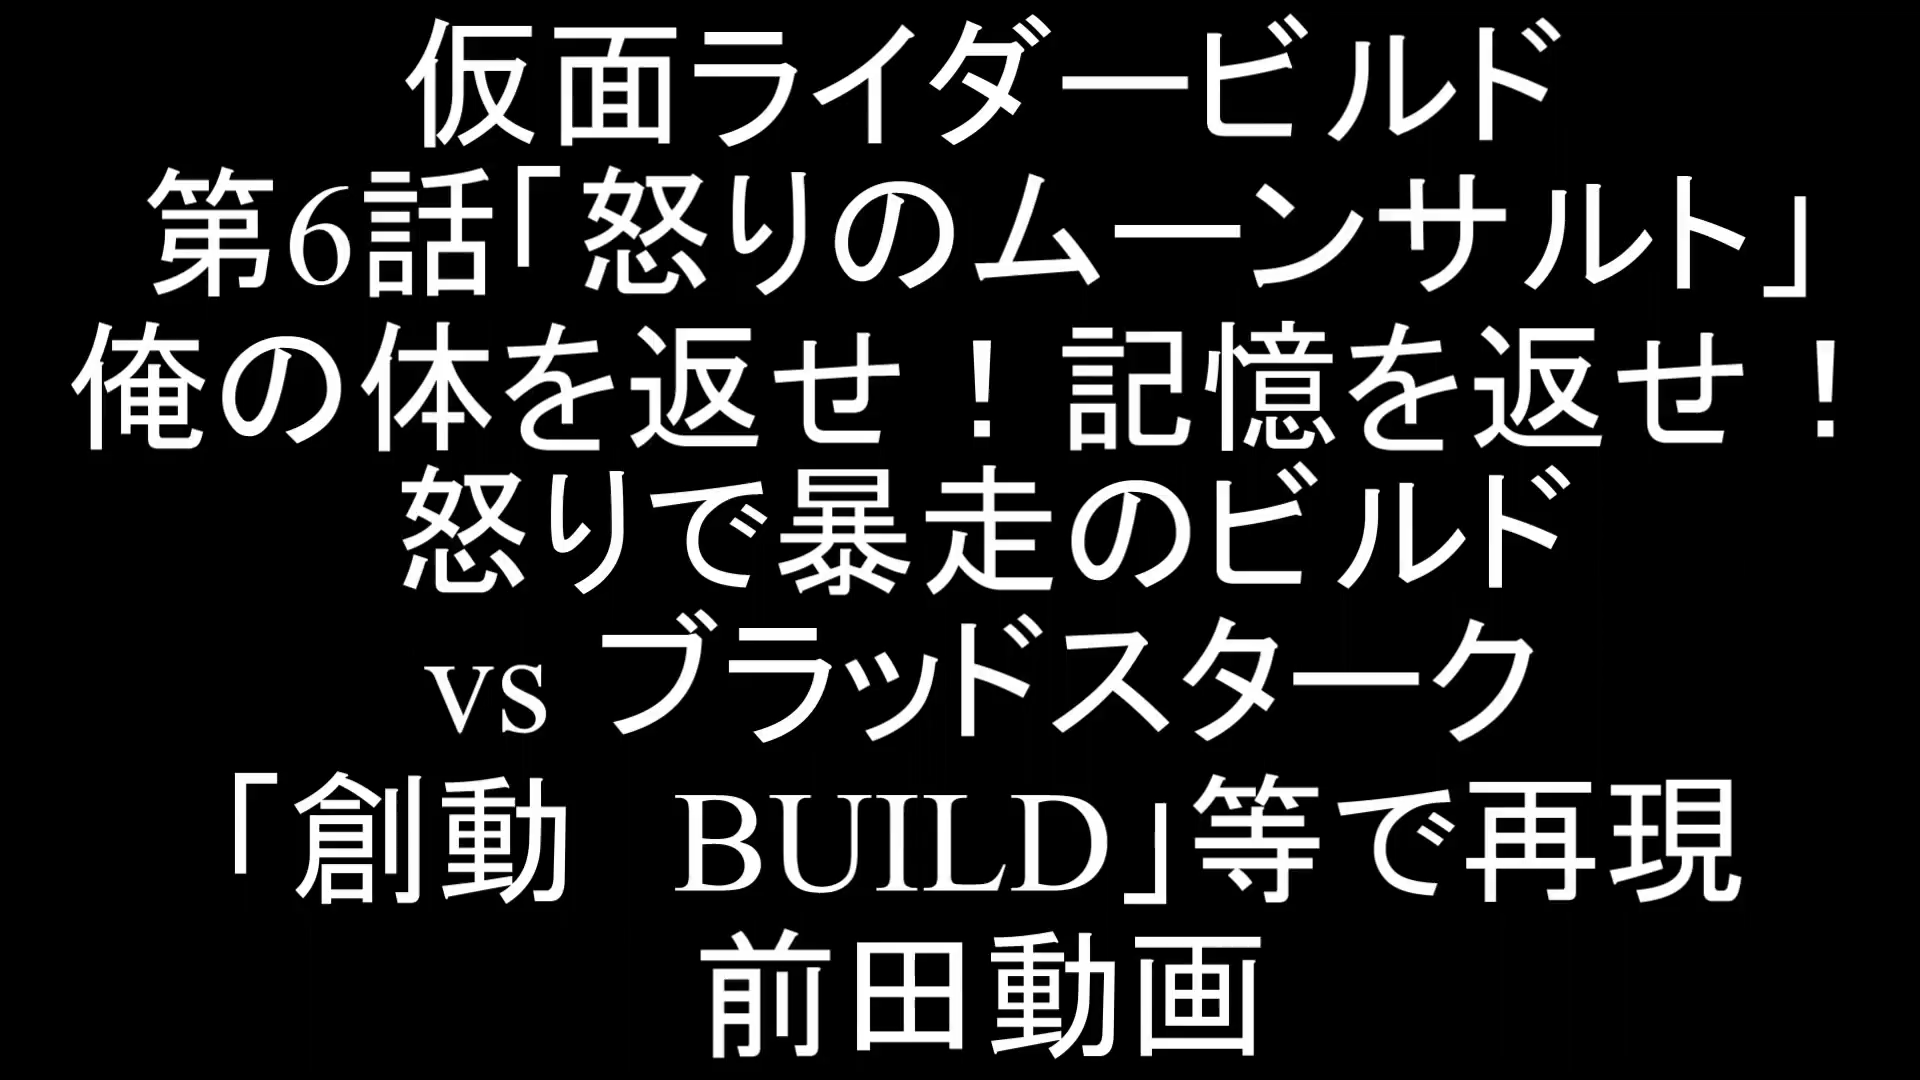 仮面ライダービルド
第6話「怒りのムーンサルト」
俺の体を返せ！記憶を返せ！
怒りで暴走のビルド
vs ブラッドスターク
「創動　BUILD」等で再現
前田動画